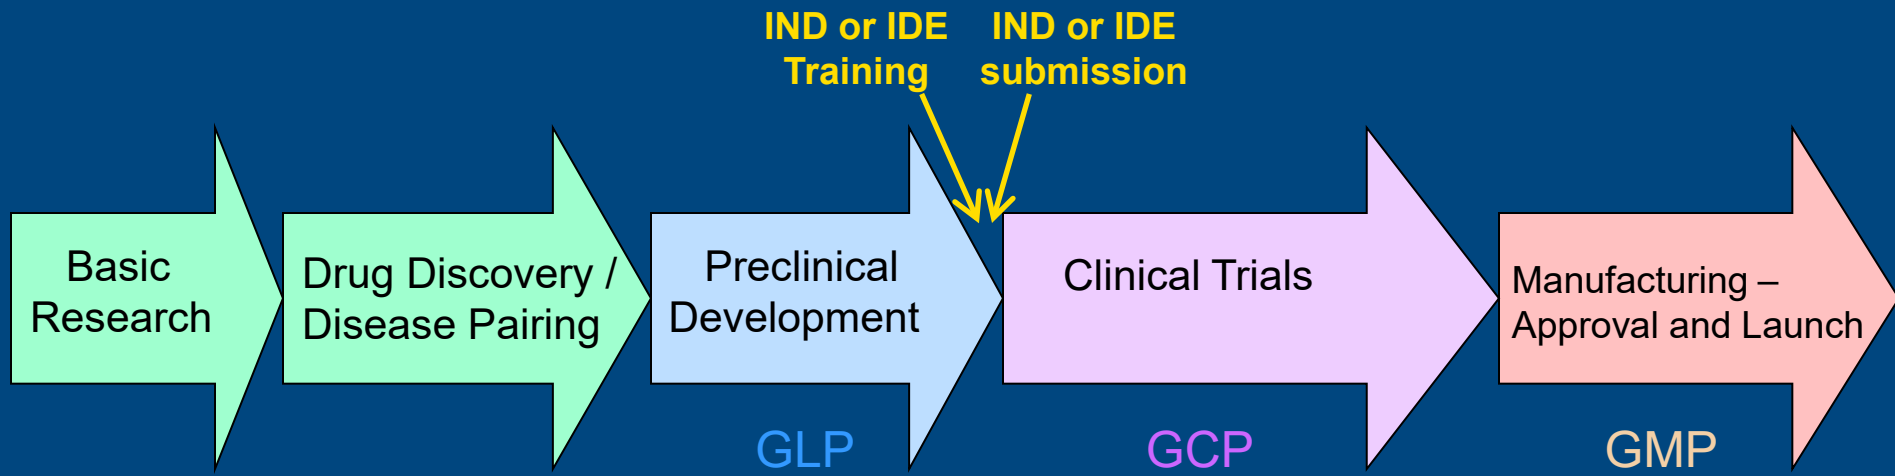 IND or IDE
Training
IND or IDE
submission
Basic
Research
Drug Discovery /
Disease Pairing
Preclinical
Development
Clinical Trials
Manufacturing –
Approval and Launch
GLP
GCP
GMP